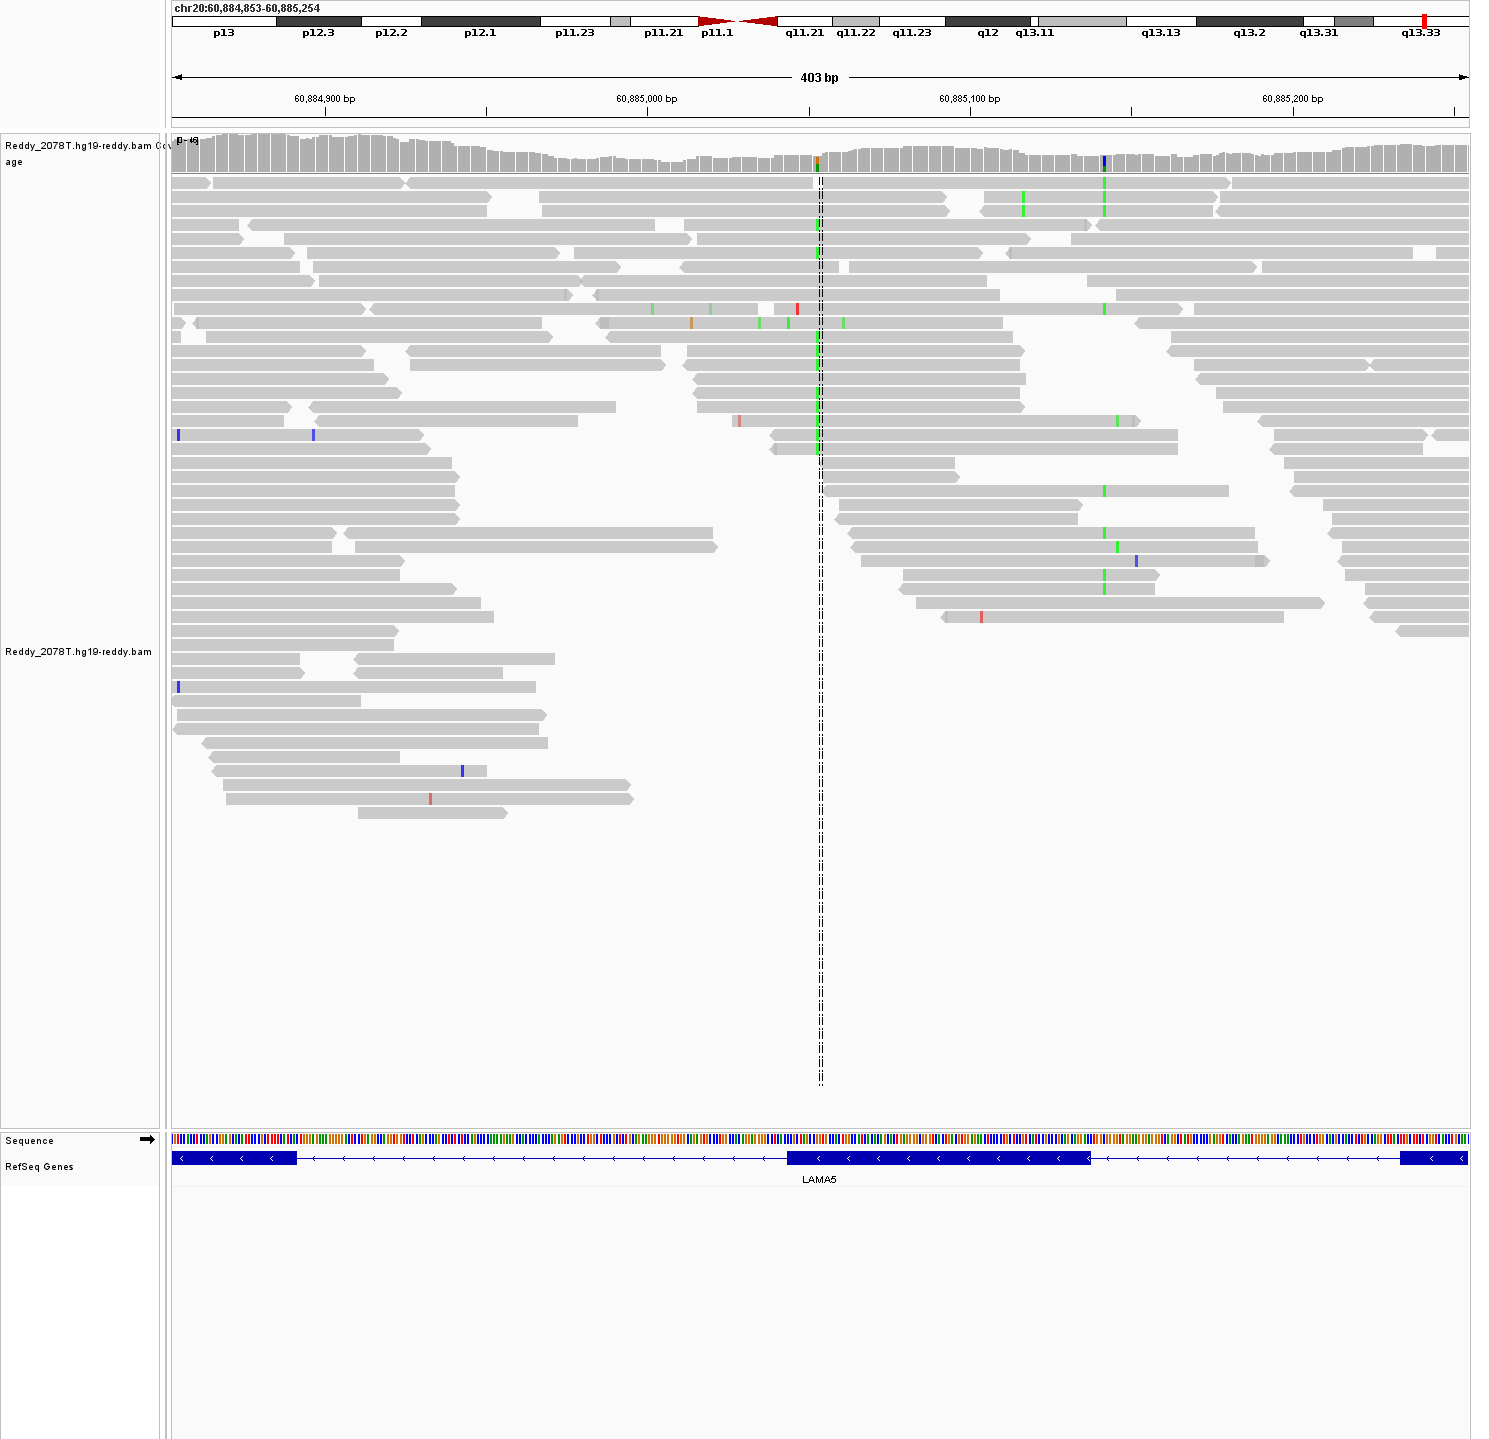 chr20:60,884,853-60,885,254
p13 p12.3 p12.2 p12.1 p11.23 p11.21 p11.1 q11.21 q11.22 q11.23 q12 q13.11 q13.13 q13.2 q13.31 q13.33
403 bp
60,884,900 bp 60,885,000 bp 60,885,100 bp 60,885,200 bp
Reddy_2078T.hg19-reddy.bam Cov
age
Reddy_2078T.hg19-reddy.bam
Sequence
RefSeq Genes
LAMA5